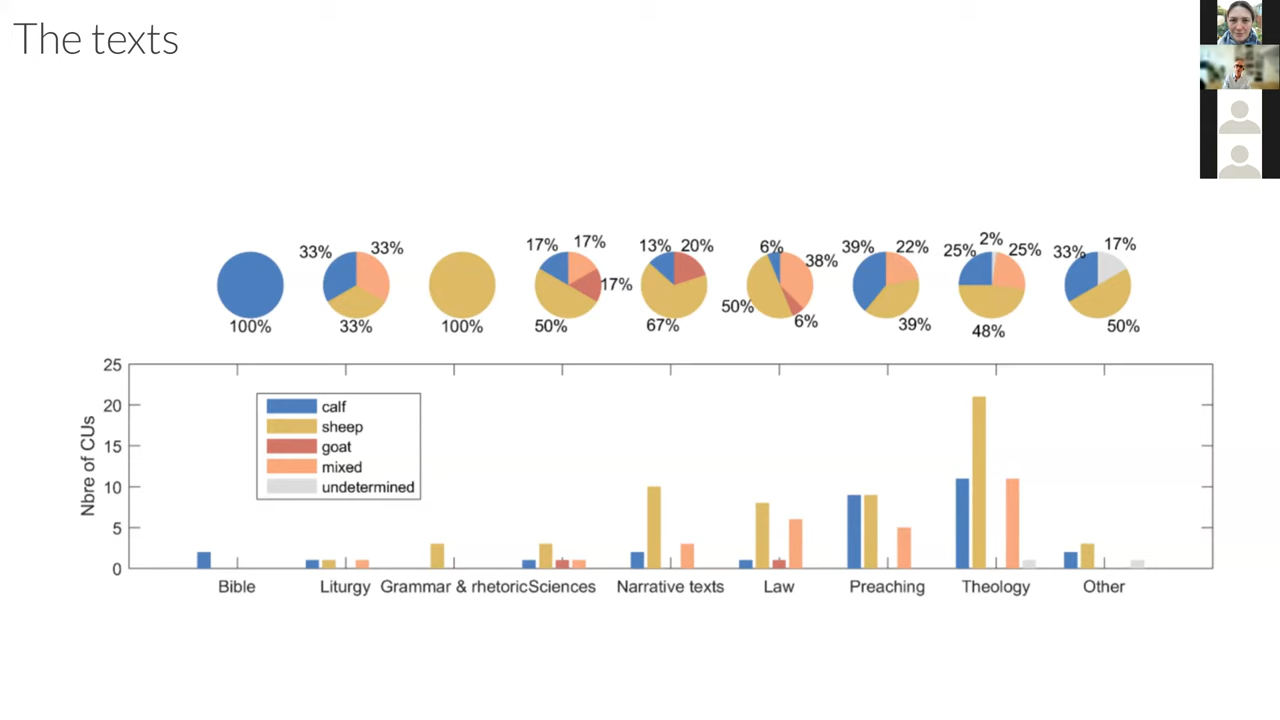 The texts
33% 33% 17% 17% 13% 20% 6% 38% 39% 22% 25% 2% 25% 33% 17%
17%
100% 33% 100% 50% 67% 50% 6% 39% 48% 50%
25
20
15
10
5
0
Nbre of CUs
calf
sheep
goat
mixed
undetermined
Bible Liturgy Grammar & rhetoric Sciences Narrative texts Law Preaching Theology Other